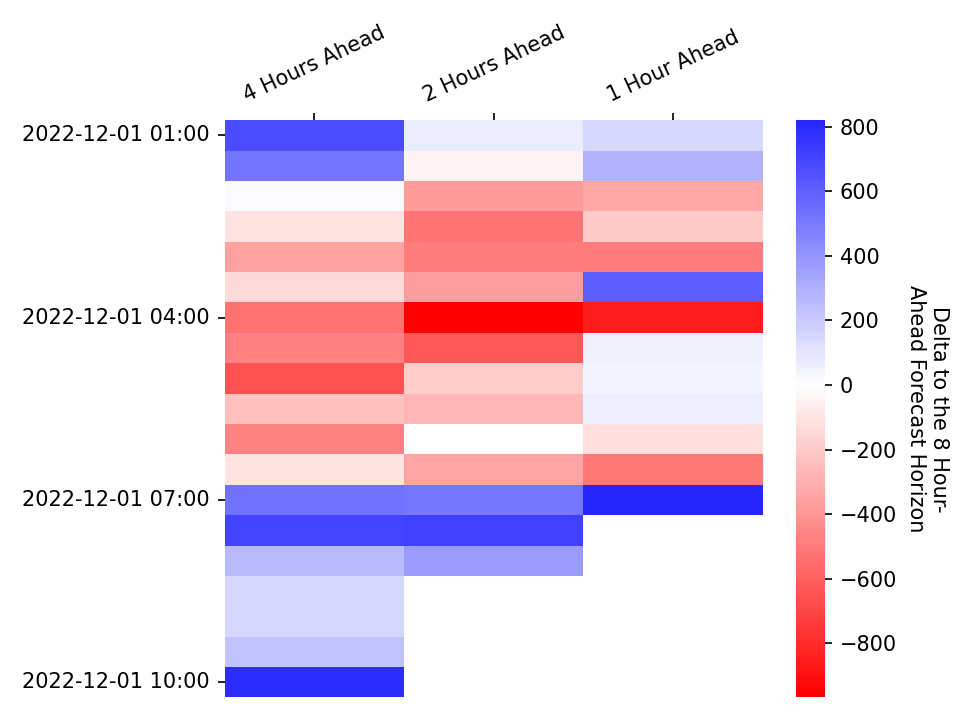 4 Hours Ahead
2 Hours Ahead
1 Hour Ahead
2022-12-01 01:00
2022-12-01 04:00
2022-12-01 07:00
2022-12-01 10:00
800
600
400
200
0
−200
−400
−600
−800
Delta to the 8 Hour-
Ahead Forecast Horizon